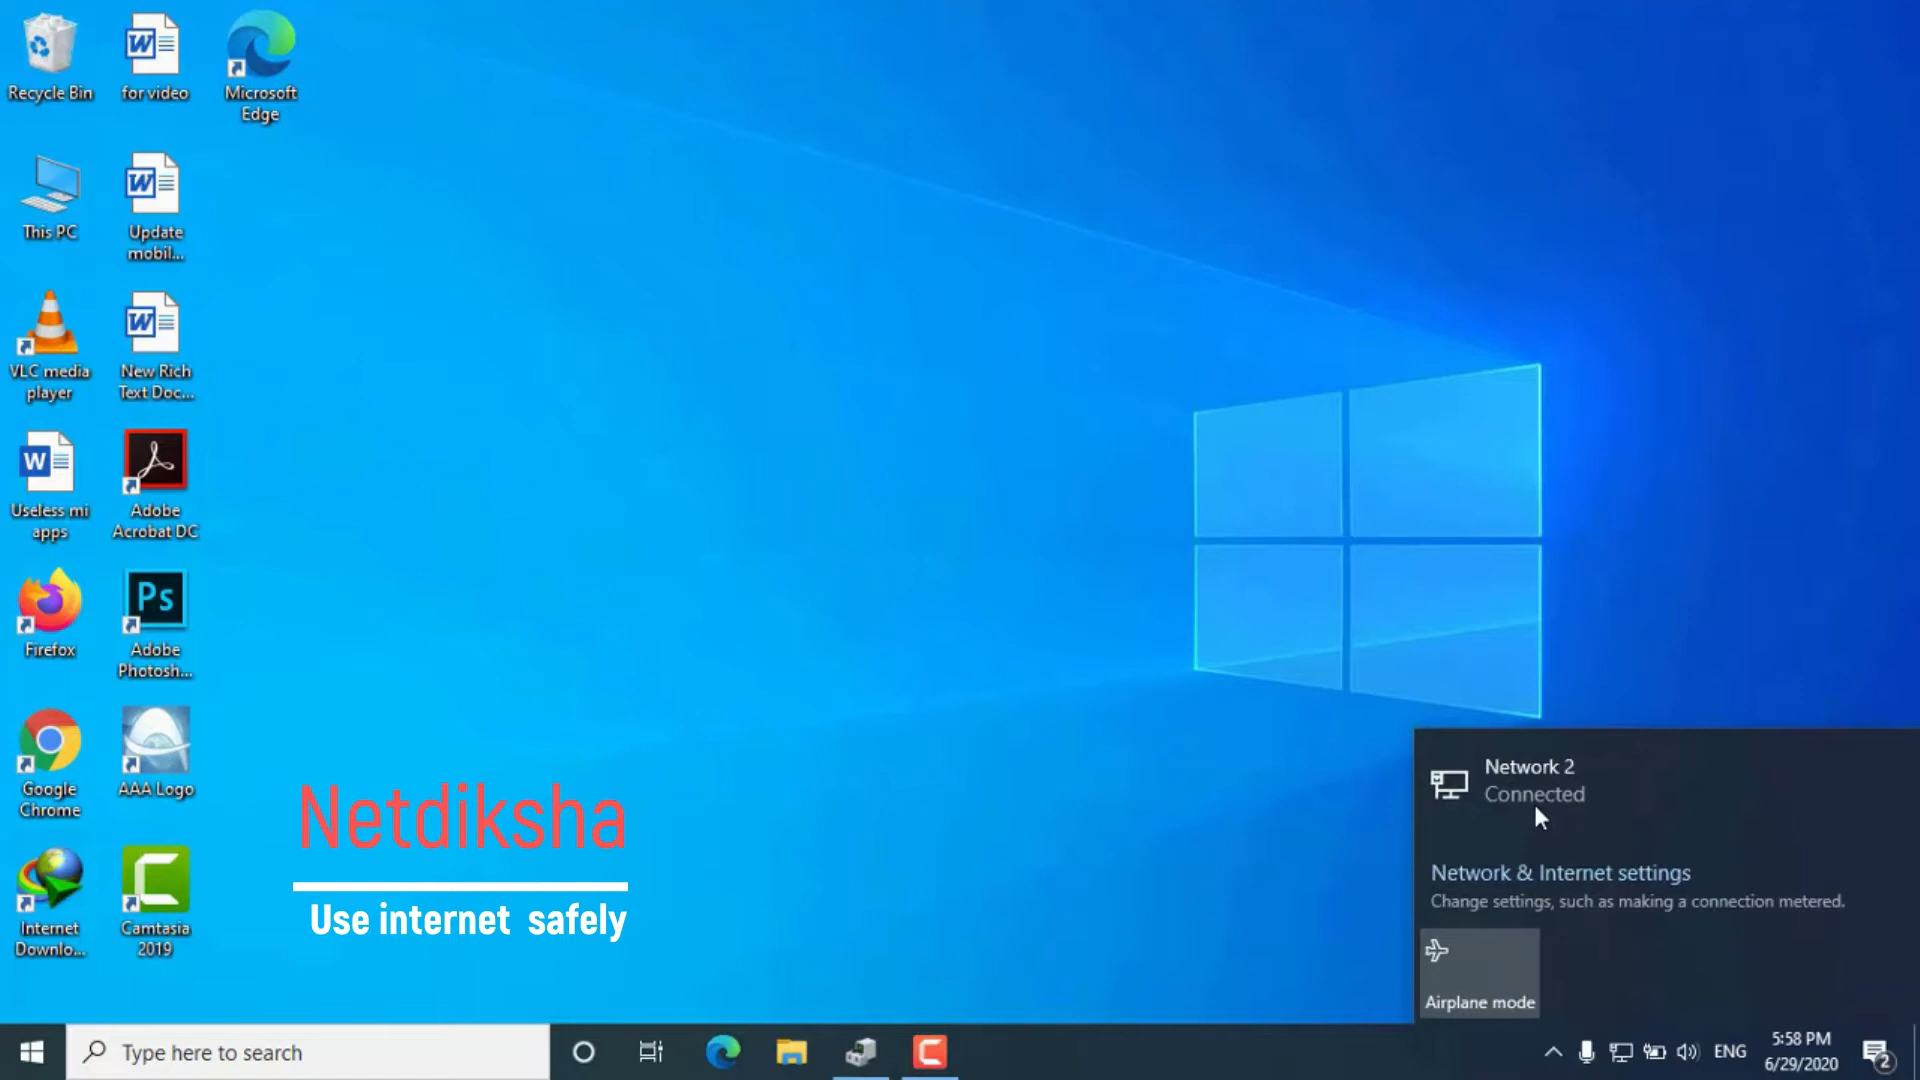 Recycle Bin
for video
Microsoft
Edge
This PC
Update
mobil...
VLC media
player
New Rich
Text Doc...
Useless mi
apps
Adobe
Acrobat DC
Firefox
Ps
Adobe
Photosh...
Google
Chrome
AAA Logo
Internet
Downlo...
Camtasia
2019
Netdiksha
Use internet safely
Network 2
Connected
Network & Internet settings
Change settings, such as making a connection metered.
Airplane mode
Type here to search
ENG
5:58 PM
6/29/2020
2